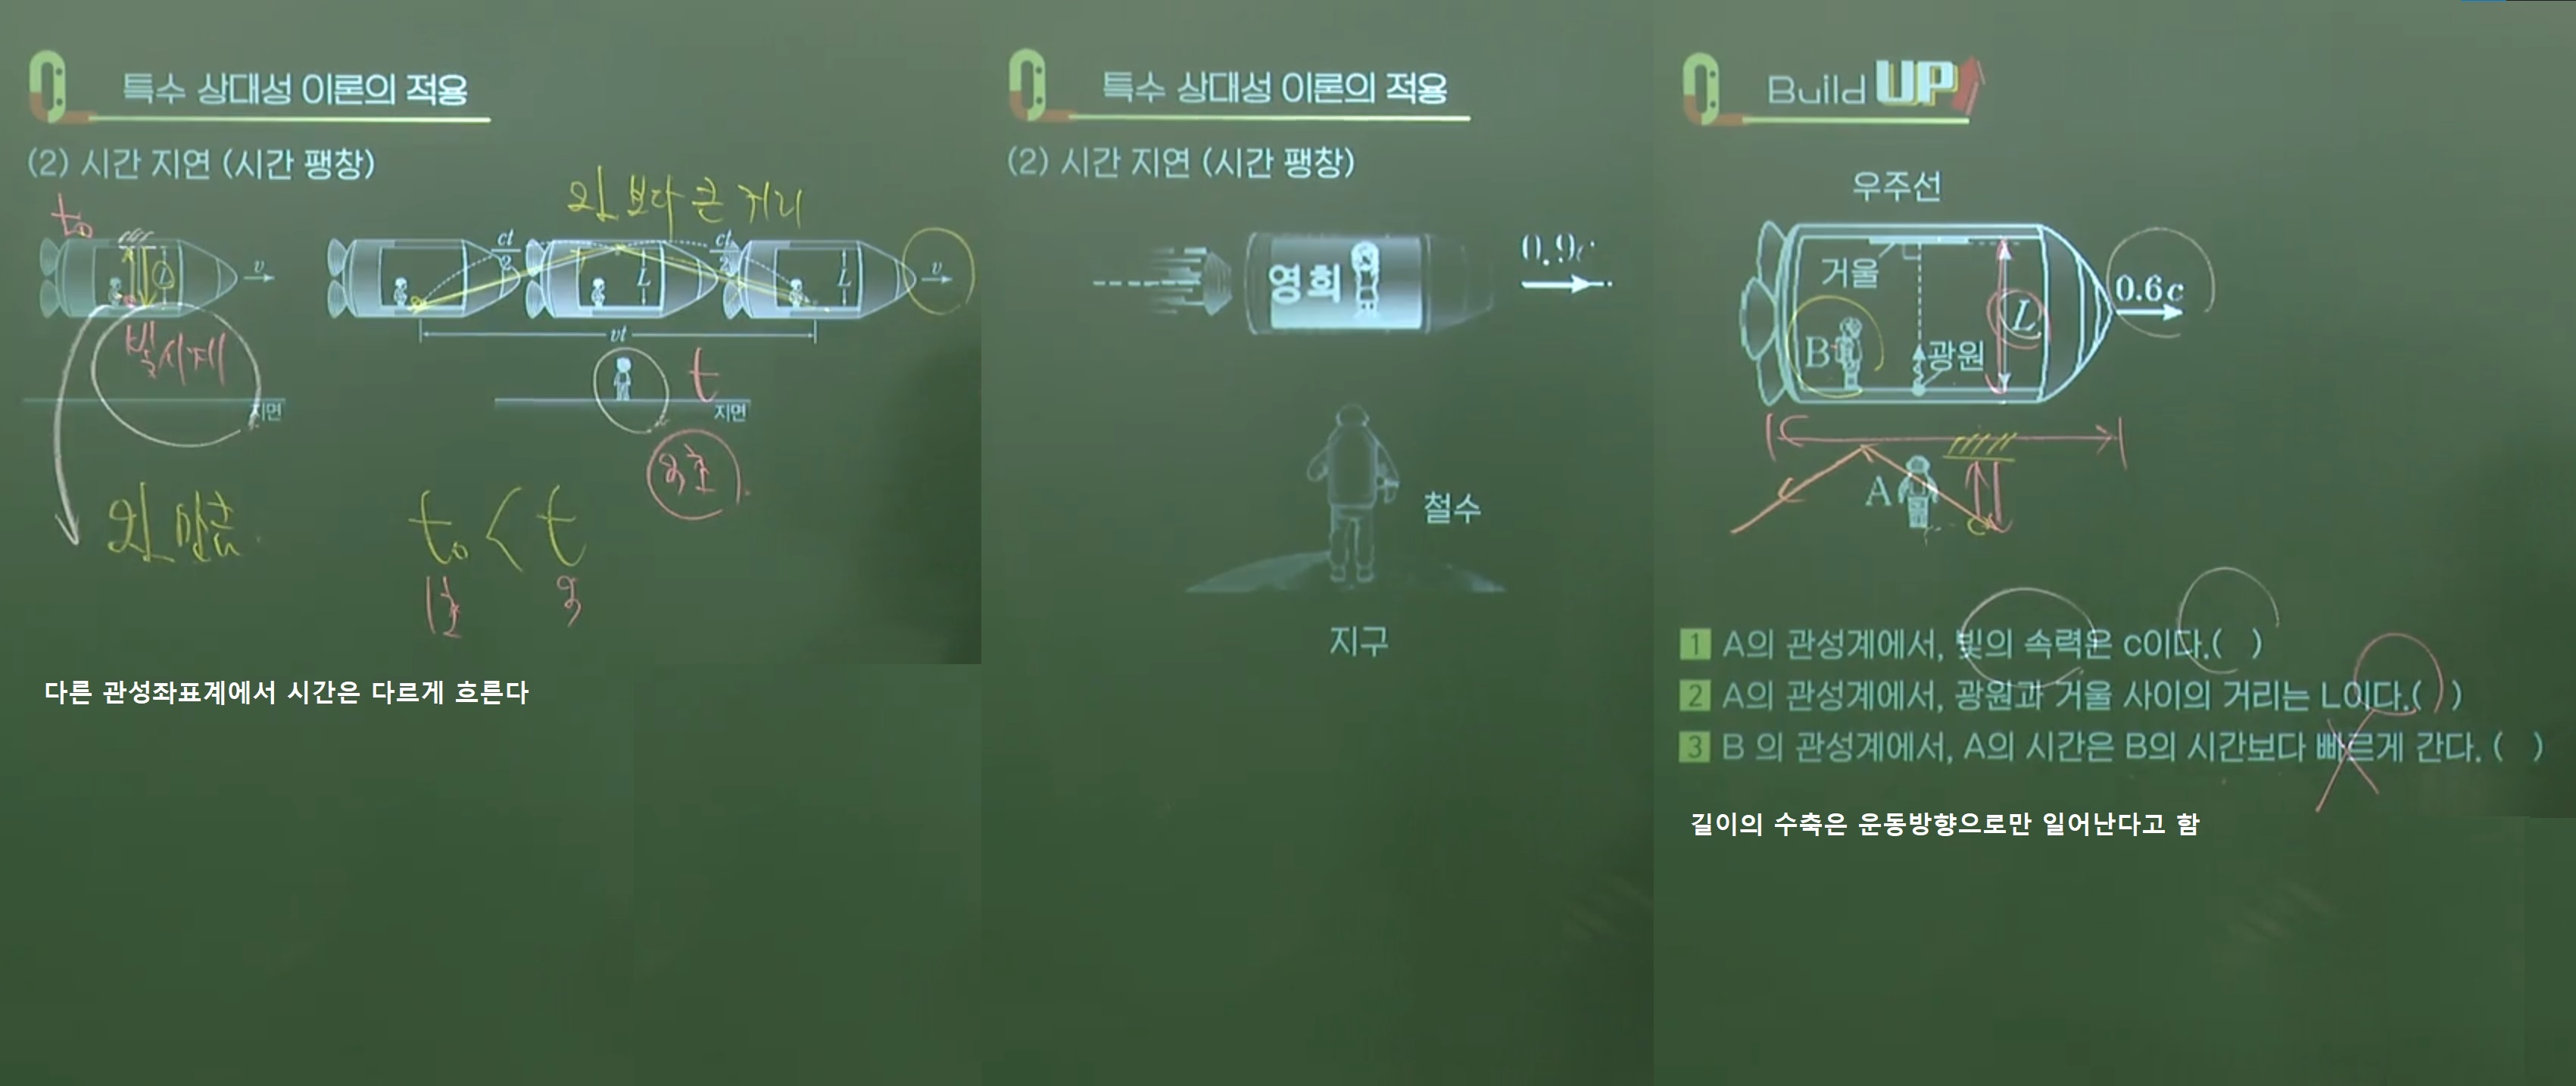 특수 상대성 이론의 적용
(2) 시간 지연 (시간 팽창)
t₀
2L 보다 큰 거리
L
v
빛시계
지면
ct/2
L
ct/2
L
v
vt
t
지면
2초
2L 만큼
t₀ < t
1초
2
다른 관성좌표계에서 시간은 다르게 흐른다
특수 상대성 이론의 적용
(2) 시간 지연 (시간 팽창)
영희
0.9c
철수
지구
Build UP
우주선
거울
L
0.6c
B
광원
A
1 A의 관성계에서, 빛의 속력은 c이다.( )
2 A의 관성계에서, 광원과 거울 사이의 거리는 L이다.( )
3 B 의 관성계에서, A의 시간은 B의 시간보다 빠르게 간다. ( )
길이의 수축은 운동방향으로만 일어난다고 함